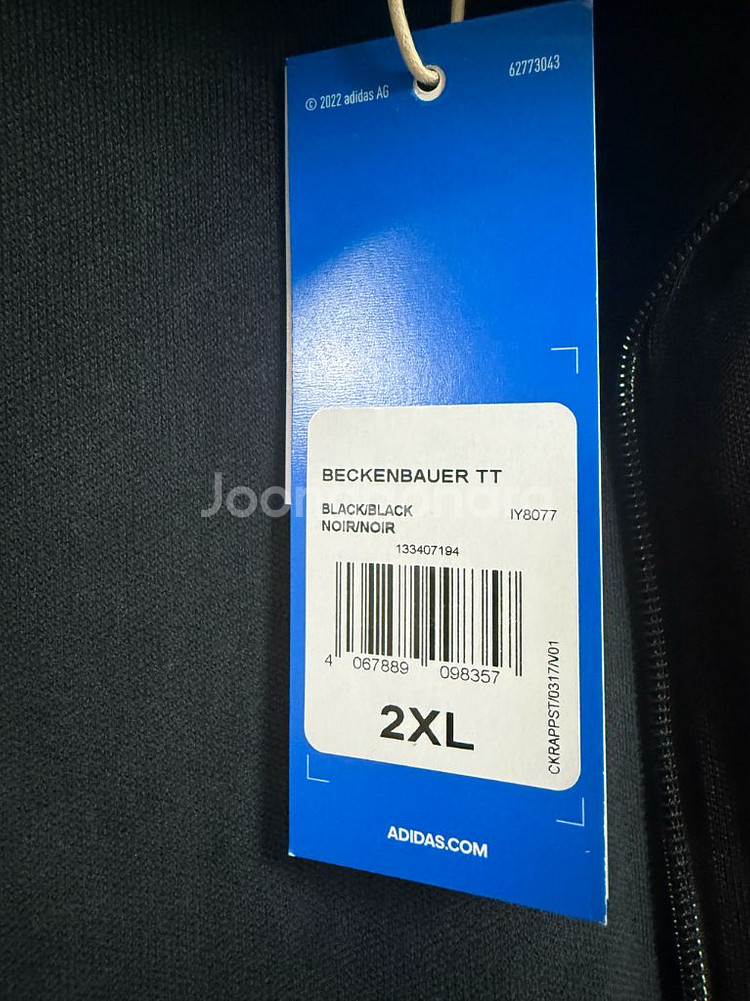 © 2022 adidas AG
62773043
BECKENBAUER TT
Joongonara
BLACK/BLACK
IY8077
NOIR/NOIR
133407194
4 067889 098357
2XL
CKRAPPST/0317/V01
ADIDAS.COM